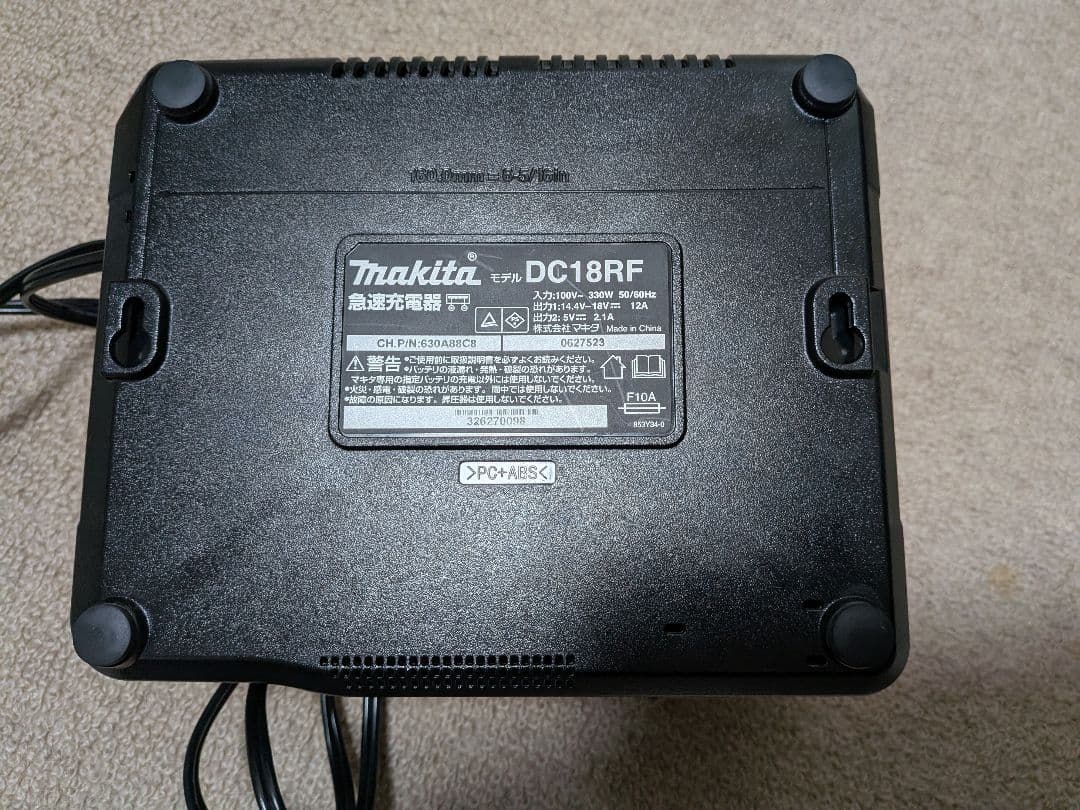 160.0mm – 6-5/16in
makita® モデル DC18RF
急速充電器
入力:100V~ 330W 50/60Hz
出力1:14.4V–18V⎓ 12A
出力2:5V⎓ 2.1A
株式会社マキタ Made in China
CH.P/N:630A88C8 0627523
警告 •ご使用前に取扱説明書を必ずよくお読みください。
•バッテリの液漏れ・発熱・破裂の恐れがあります。
マキタ専用の指定バッテリの充電以外には使用しないでください。
•火災・感電・破裂の恐れがあります。雨中では使用しないでください。
•故障の原因になります。昇圧器は使用しないでください。
F10A
326270098
853Y34-0
>PC+ABS<